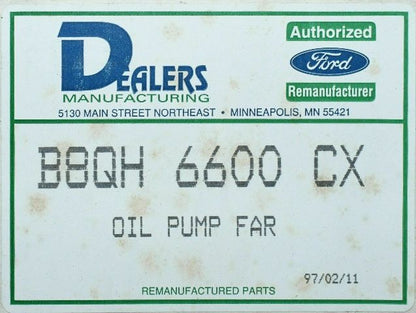 DEALERS
MANUFACTURING
5130 MAIN STREET NORTHEAST • MINNEAPOLIS, MN 55421
Authorized
Ford
Remanufacturer
B8QH 6600 CX
OIL PUMP FAR
97/02/11
REMANUFACTURED PARTS